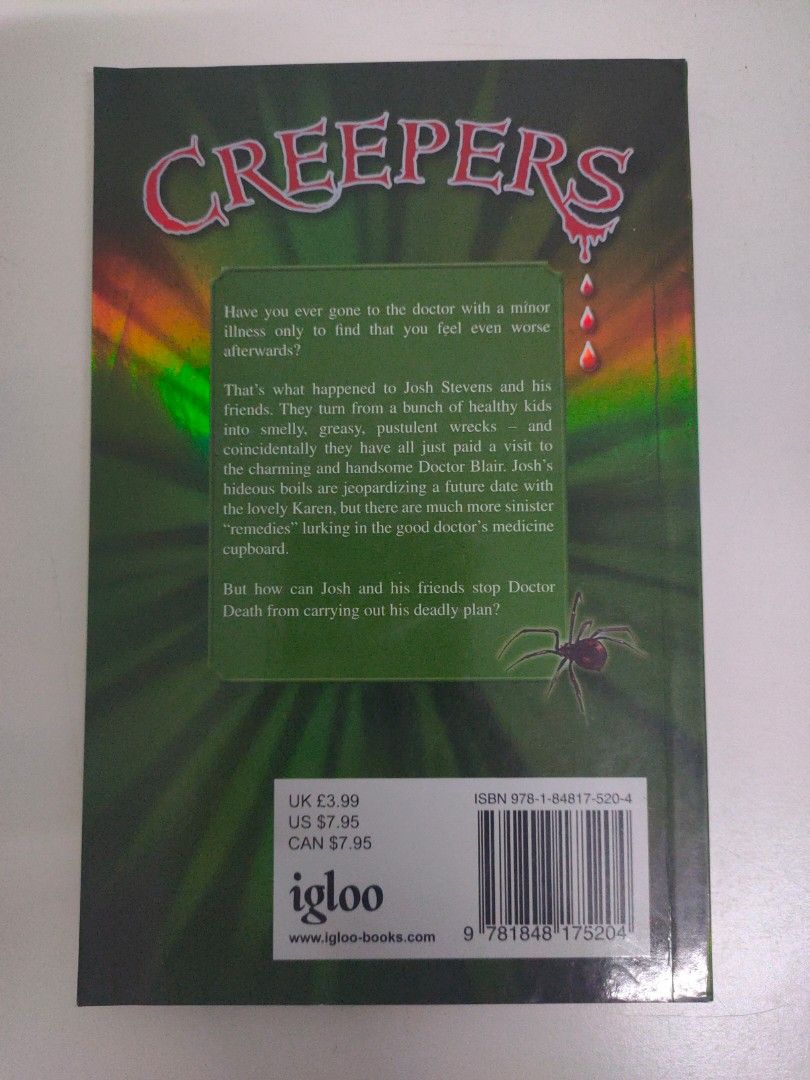 CREEPERS
Have you ever gone to the doctor with a minor
illness only to find that you feel even worse
afterwards?
That's what happened to Josh Stevens and his
friends. They turn from a bunch of healthy kids
into smelly, greasy, pustulent wrecks – and
coincidentally they have all just paid a visit to
the charming and handsome Doctor Blair. Josh's
hideous boils are jeopardizing a future date with
the lovely Karen, but there are much more sinister
“remedies” lurking in the good doctor's medicine
cupboard.
But how can Josh and his friends stop Doctor
Death from carrying out his deadly plan?
UK £3.99
US $7.95
CAN $7.95
igloo
www.igloo-books.com
ISBN 978-1-84817-520-4
9 781848 175204